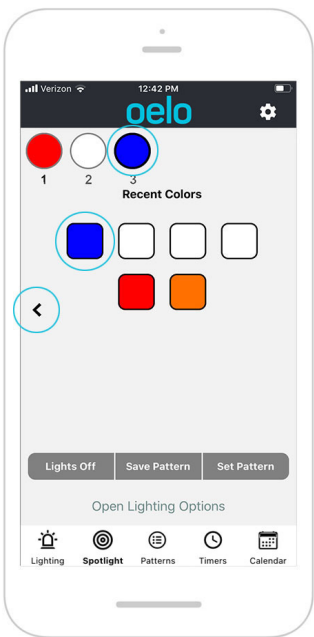 Verizon 12:42 PM
oelo
1 2 3
Recent Colors
Lights Off Save Pattern Set Pattern
Open Lighting Options
Lighting Spotlight Patterns Timers Calendar